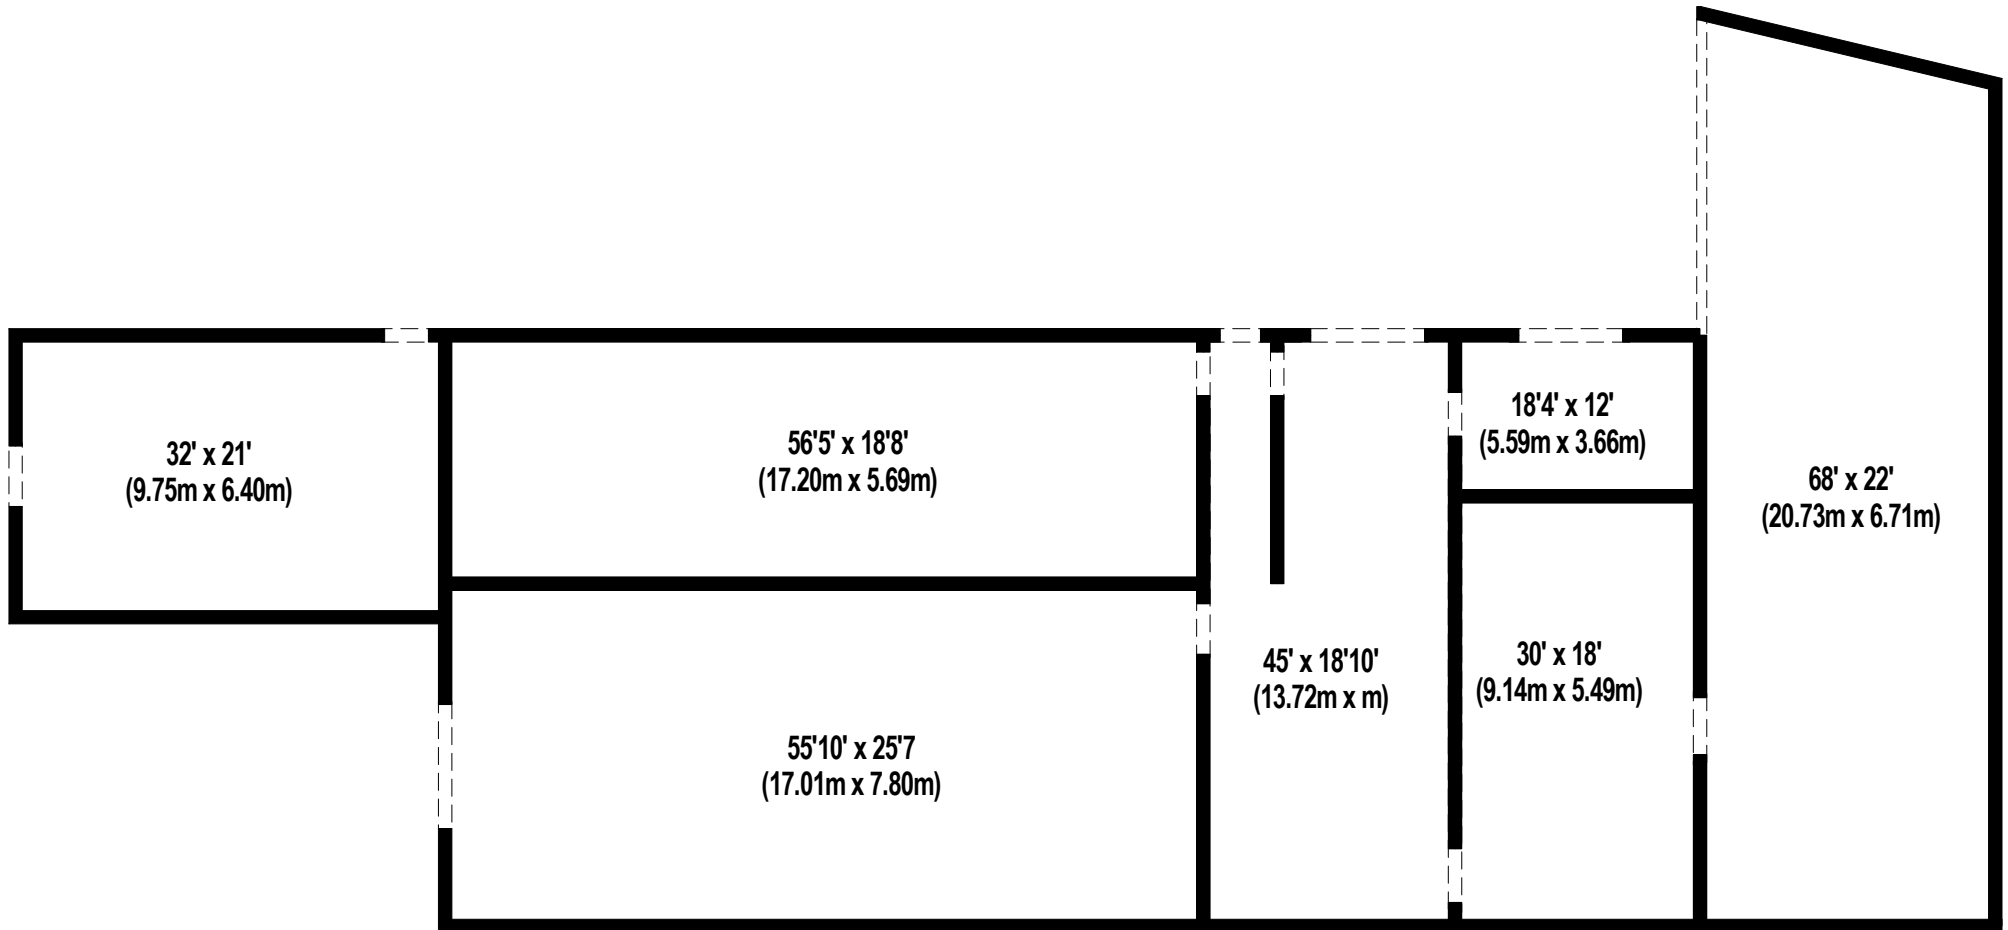 32' x 21'
(9.75m x 6.40m)
56'5' x 18'8'
(17.20m x 5.69m)
55'10' x 25'7
(17.01m x 7.80m)
45' x 18'10'
(13.72m x m)
18'4' x 12'
(5.59m x 3.66m)
30' x 18'
(9.14m x 5.49m)
68' x 22'
(20.73m x 6.71m)